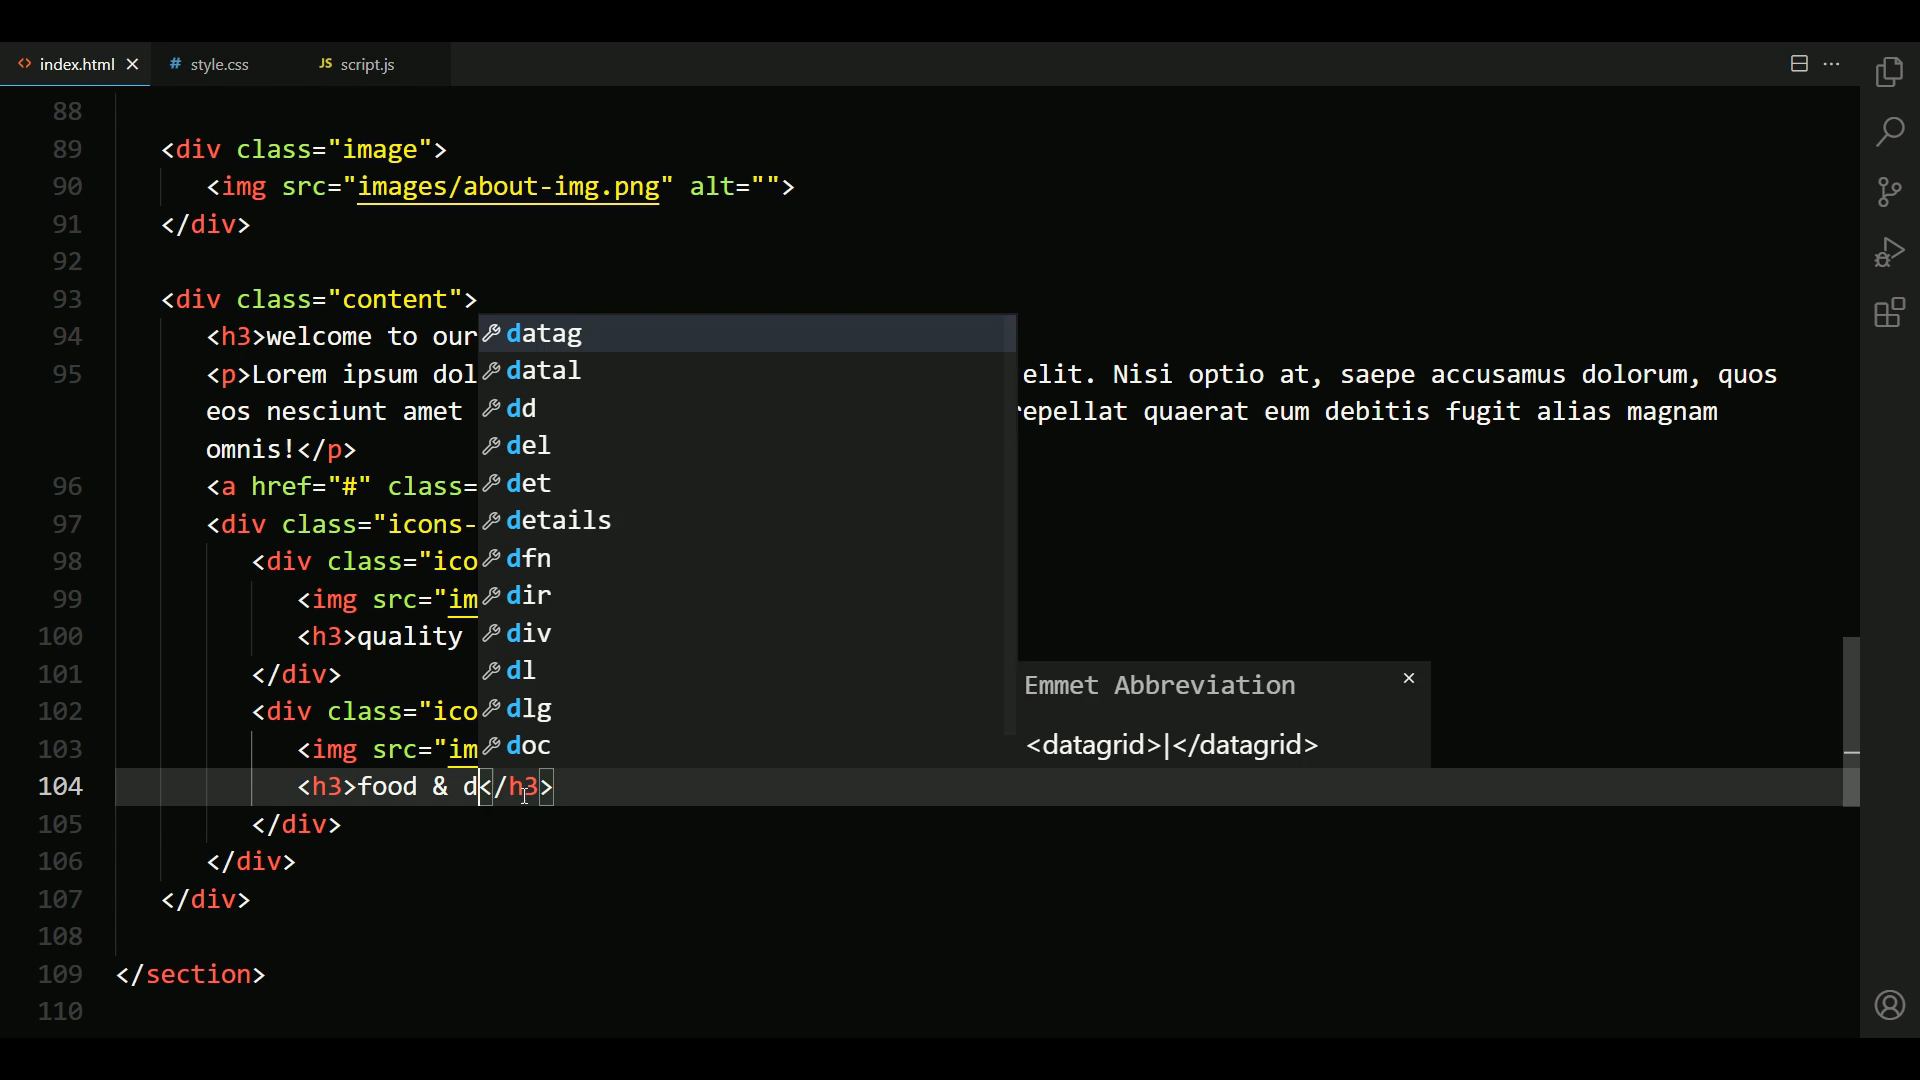 index.html
style.css
JS script.js
88
89 <div class="image">
90 <img src="images/about-img.png" alt="">
91 </div>
92
93 <div class="content">
94 <h3>welcome to our
95 <p>Lorem ipsum dol elit. Nisi optio at, saepe accusamus dolorum, quos
eos nesciunt amet repellat quaerat eum debitis fugit alias magnam
omnis!</p>
96 <a href="#" class=
97 <div class="icons-
98 <div class="ico
99 <img src="im
100 <h3>quality
101 </div>
102 <div class="ico
103 <img src="im
104 <h3>food & d</h3>
105 </div>
106 </div>
107 </div>
108
109 </section>
110
datag
datal
dd
del
det
details
dfn
dir
div
dl
dlg
doc
Emmet Abbreviation
<datagrid>|</datagrid>